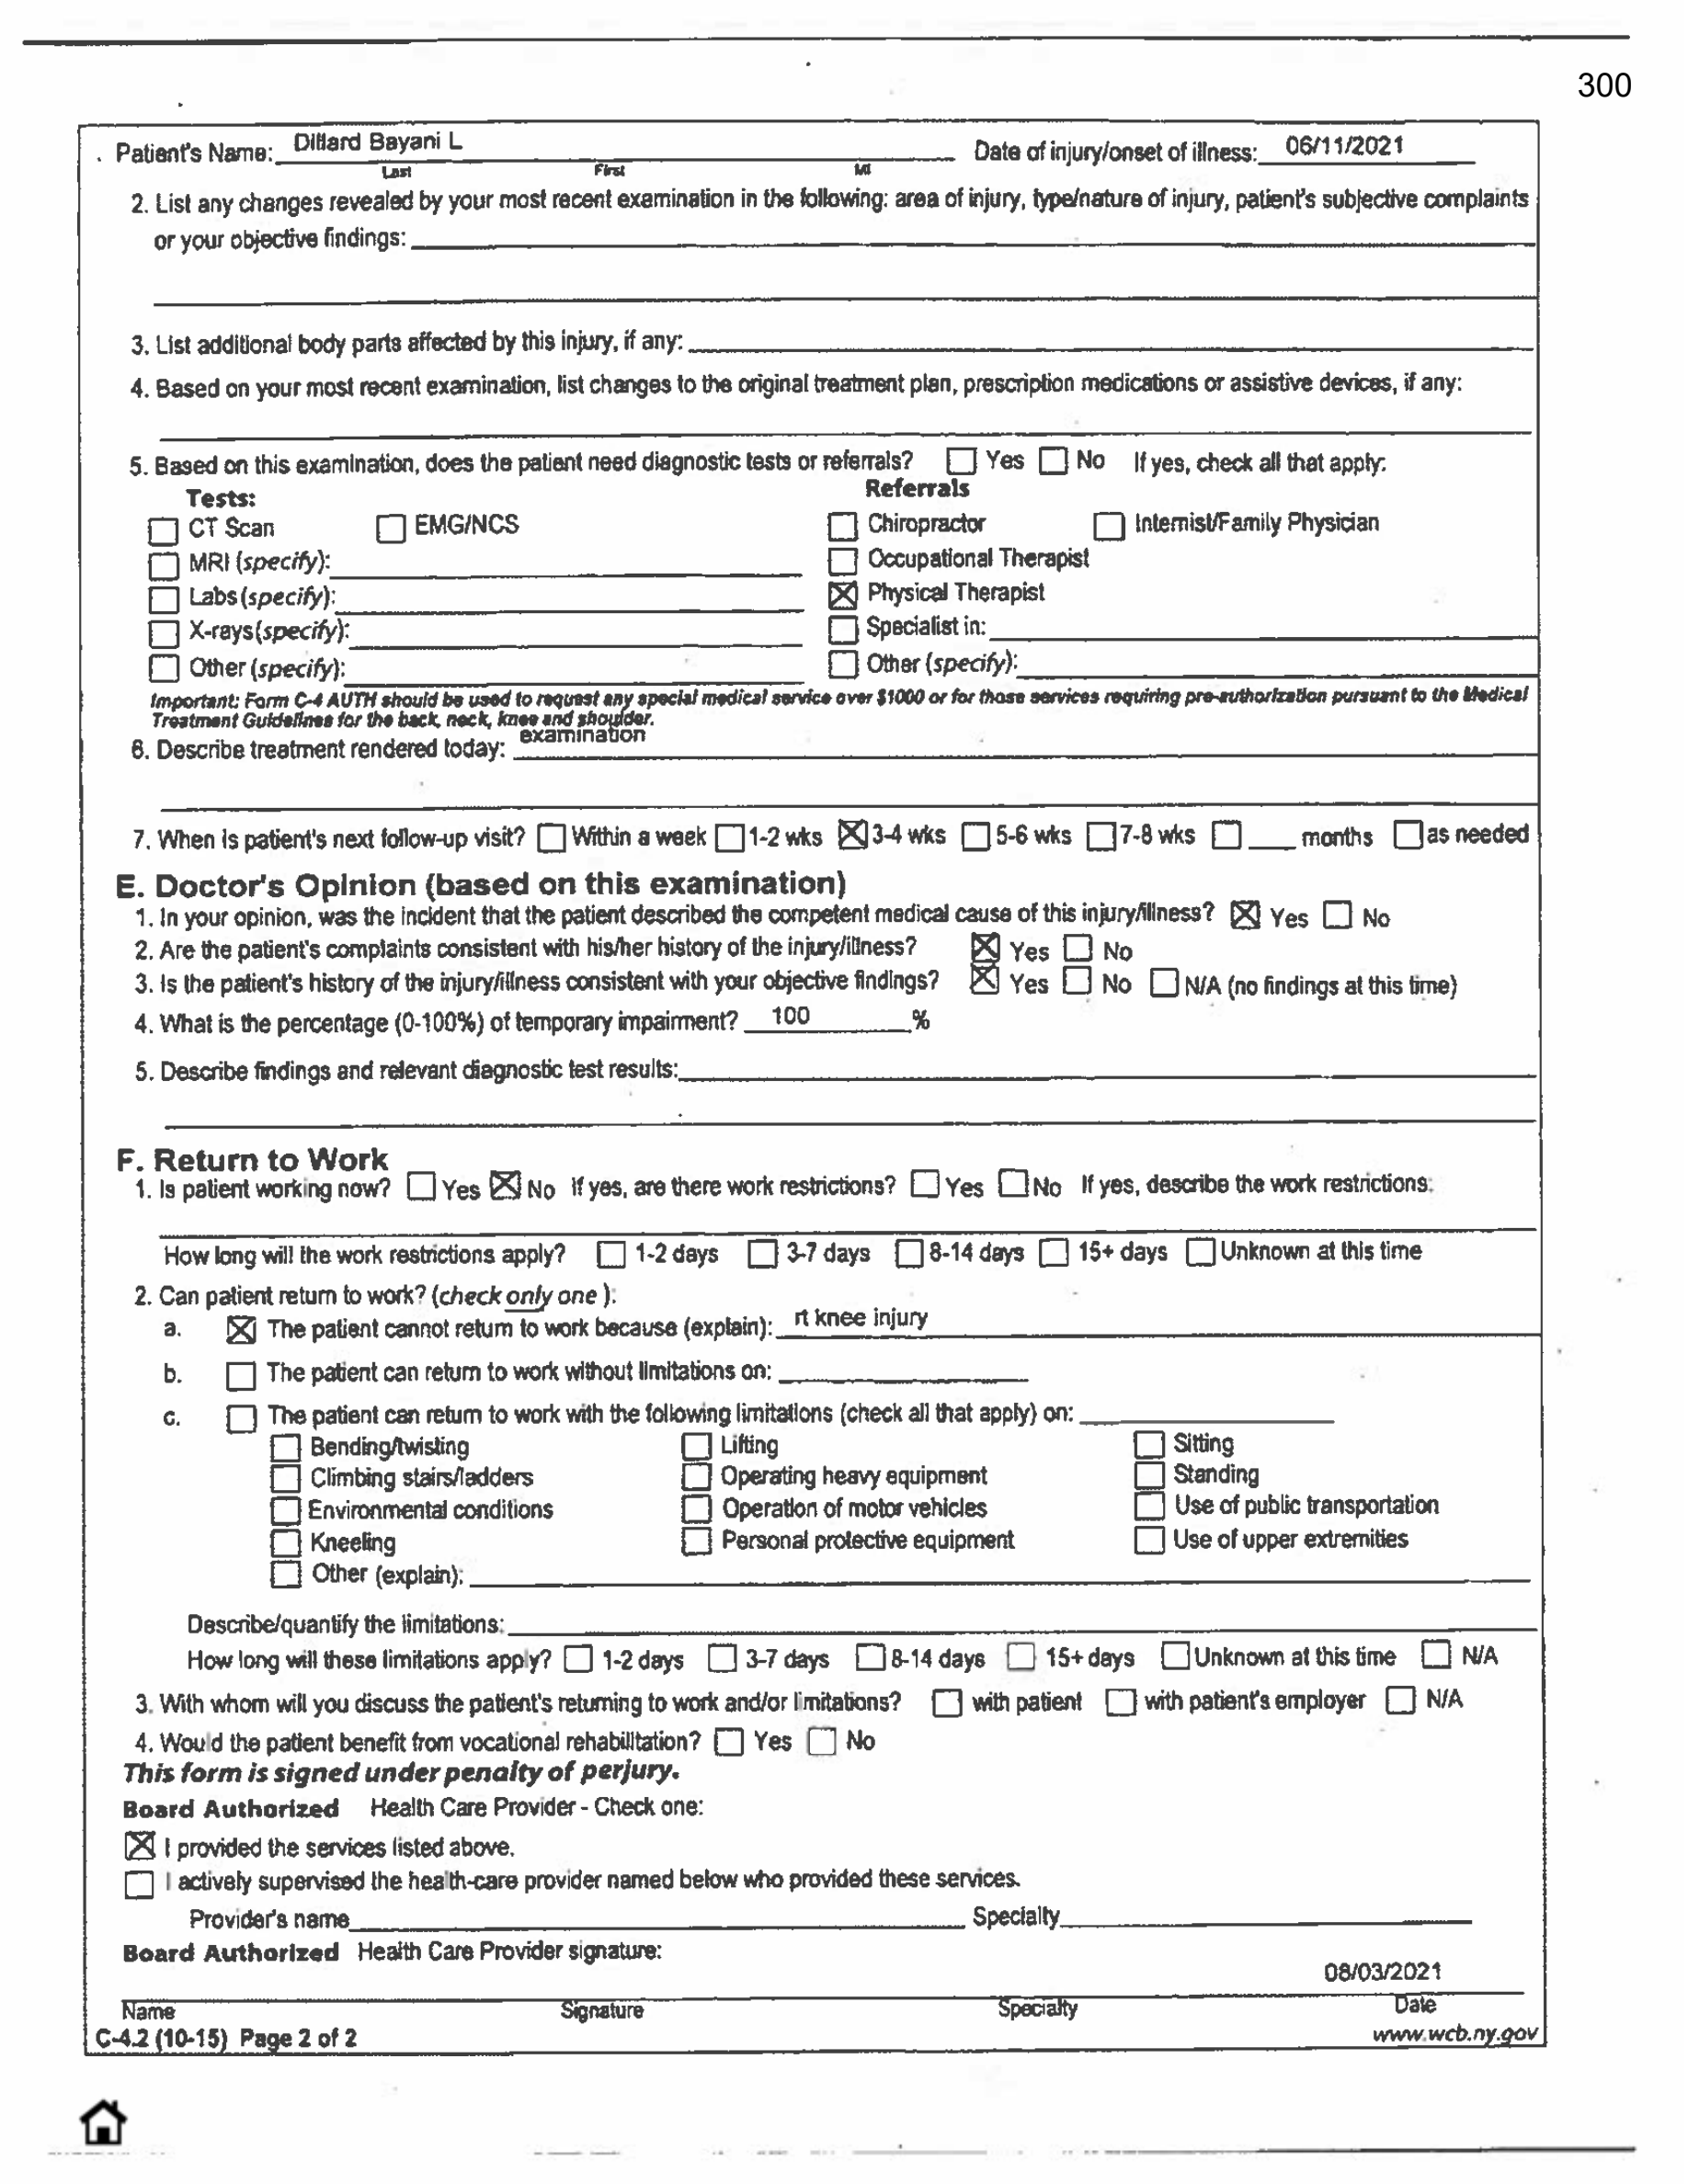 300
Patient's Name: Dillard Bayani L Date of injury/onset of illness: 06/11/2021
Last First MI
2. List any changes revealed by your most recent examination in the following: area of injury, type/nature of injury, patient's subjective complaints
or your objective findings:
3. List additional body parts affected by this injury, if any:
4. Based on your most recent examination, list changes to the original treatment plan, prescription medications or assistive devices, if any:
5. Based on this examination, does the patient need diagnostic tests or referrals? ☐ Yes ☐ No If yes, check all that apply:
Tests: Referrals
☐ CT Scan ☐ EMG/NCS ☐ Chiropractor ☐ Internist/Family Physician
☐ MRI (specify): ☐ Occupational Therapist
☐ Labs (specify): ☒ Physical Therapist
☐ X-rays (specify): ☐ Specialist in:
☐ Other (specify): ☐ Other (specify):
Important: Form C-4 AUTH should be used to request any special medical service over $1000 or for those services requiring pre-authorization pursuant to the Medical
Treatment Guidelines for the back, neck, knee and shoulder.
6. Describe treatment rendered today: examination
7. When is patient's next follow-up visit? ☐ Within a week ☐ 1-2 wks ☒ 3-4 wks ☐ 5-6 wks ☐ 7-8 wks ☐ ___ months ☐ as needed
E. Doctor's Opinion (based on this examination)
1. In your opinion, was the incident that the patient described the competent medical cause of this injury/illness? ☒ Yes ☐ No
2. Are the patient's complaints consistent with his/her history of the injury/illness? ☒ Yes ☐ No
3. Is the patient's history of the injury/illness consistent with your objective findings? ☒ Yes ☐ No ☐ N/A (no findings at this time)
4. What is the percentage (0-100%) of temporary impairment? 100 %
5. Describe findings and relevant diagnostic test results:
F. Return to Work
1. Is patient working now? ☐ Yes ☒ No If yes, are there work restrictions? ☐ Yes ☐ No If yes, describe the work restrictions:
How long will the work restrictions apply? ☐ 1-2 days ☐ 3-7 days ☐ 8-14 days ☐ 15+ days ☐ Unknown at this time
2. Can patient return to work? (check only one ):
a. ☒ The patient cannot return to work because (explain): rt knee injury
b. ☐ The patient can return to work without limitations on:
c. ☐ The patient can return to work with the following limitations (check all that apply) on:
☐ Bending/twisting ☐ Lifting ☐ Sitting
☐ Climbing stairs/ladders ☐ Operating heavy equipment ☐ Standing
☐ Environmental conditions ☐ Operation of motor vehicles ☐ Use of public transportation
☐ Kneeling ☐ Personal protective equipment ☐ Use of upper extremities
☐ Other (explain):
Describe/quantify the limitations:
How long will these limitations apply? ☐ 1-2 days ☐ 3-7 days ☐ 8-14 days ☐ 15+ days ☐ Unknown at this time ☐ N/A
3. With whom will you discuss the patient's returning to work and/or limitations? ☐ with patient ☐ with patient's employer ☐ N/A
4. Would the patient benefit from vocational rehabilitation? ☐ Yes ☐ No
This form is signed under penalty of perjury.
Board Authorized Health Care Provider - Check one:
☒ I provided the services listed above.
☐ I actively supervised the health-care provider named below who provided these services.
Provider's name Specialty
Board Authorized Health Care Provider signature:
08/03/2021
Name Signature Specialty Date
C-4.2 (10-15) Page 2 of 2 www.wcb.ny.gov